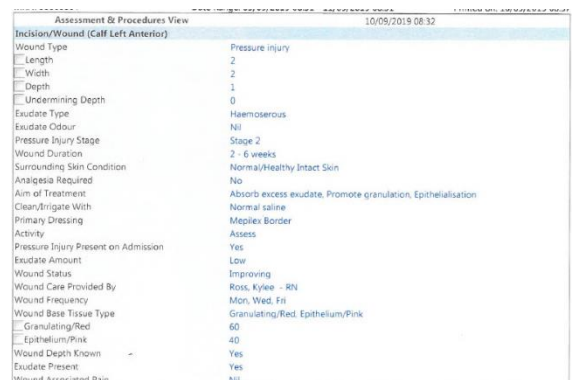 Assessment & Procedures View 10/09/2019 08:32
Incision/Wound (Calf Left Anterior)
Wound Type Pressure injury
Length 2
Width 2
Depth 1
Undermining Depth 0
Exudate Type Haemoserous
Exudate Odour Nil
Pressure Injury Stage Stage 2
Wound Duration 2 - 6 weeks
Surrounding Skin Condition Normal/Healthy Intact Skin
Analgesia Required No
Aim of Treatment Absorb excess exudate, Promote granulation, Epithelialisation
Clean/Irrigate With Normal saline
Primary Dressing Mepilex Border
Activity Assess
Pressure Injury Present on Admission Yes
Exudate Amount Low
Wound Status Improving
Wound Care Provided By Ross, Kylee - RN
Wound Frequency Mon, Wed, Fri
Wound Base Tissue Type Granulating/Red, Epithelium/Pink
Granulating/Red 60
Epithelium/Pink 40
Wound Depth Known Yes
Exudate Present Yes
Wound Associated Pain Nil